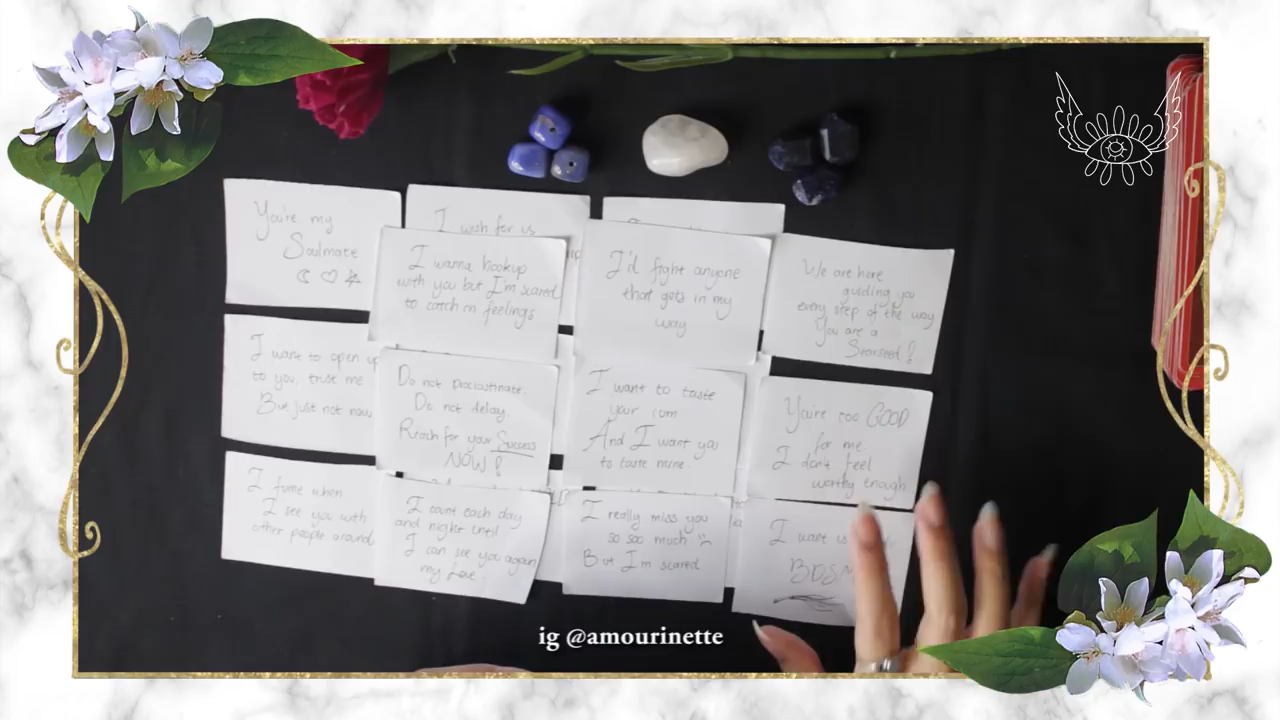 You're my
Soulmate
I wish for us
I wanna hookup
with you but I'm scared
to catch on feelings
I'd fight anyone
that gets in my
way
We are here
guiding you
every step of the way
You are a
Starseed!
I want to open up
to you, trust me
But just not now
Do not procrastinate.
Do not delay.
Reach for your Success
NOW!
I want to taste
your cum
And I want you
to taste mine.
You're too GOOD
for me.
I don't feel
worthy enough
I fume when
I see you with
other people around
I count each day
and night until
I can see you again
my Love
I really miss you
so soo much
But I'm scared
I want
ig @amourinette